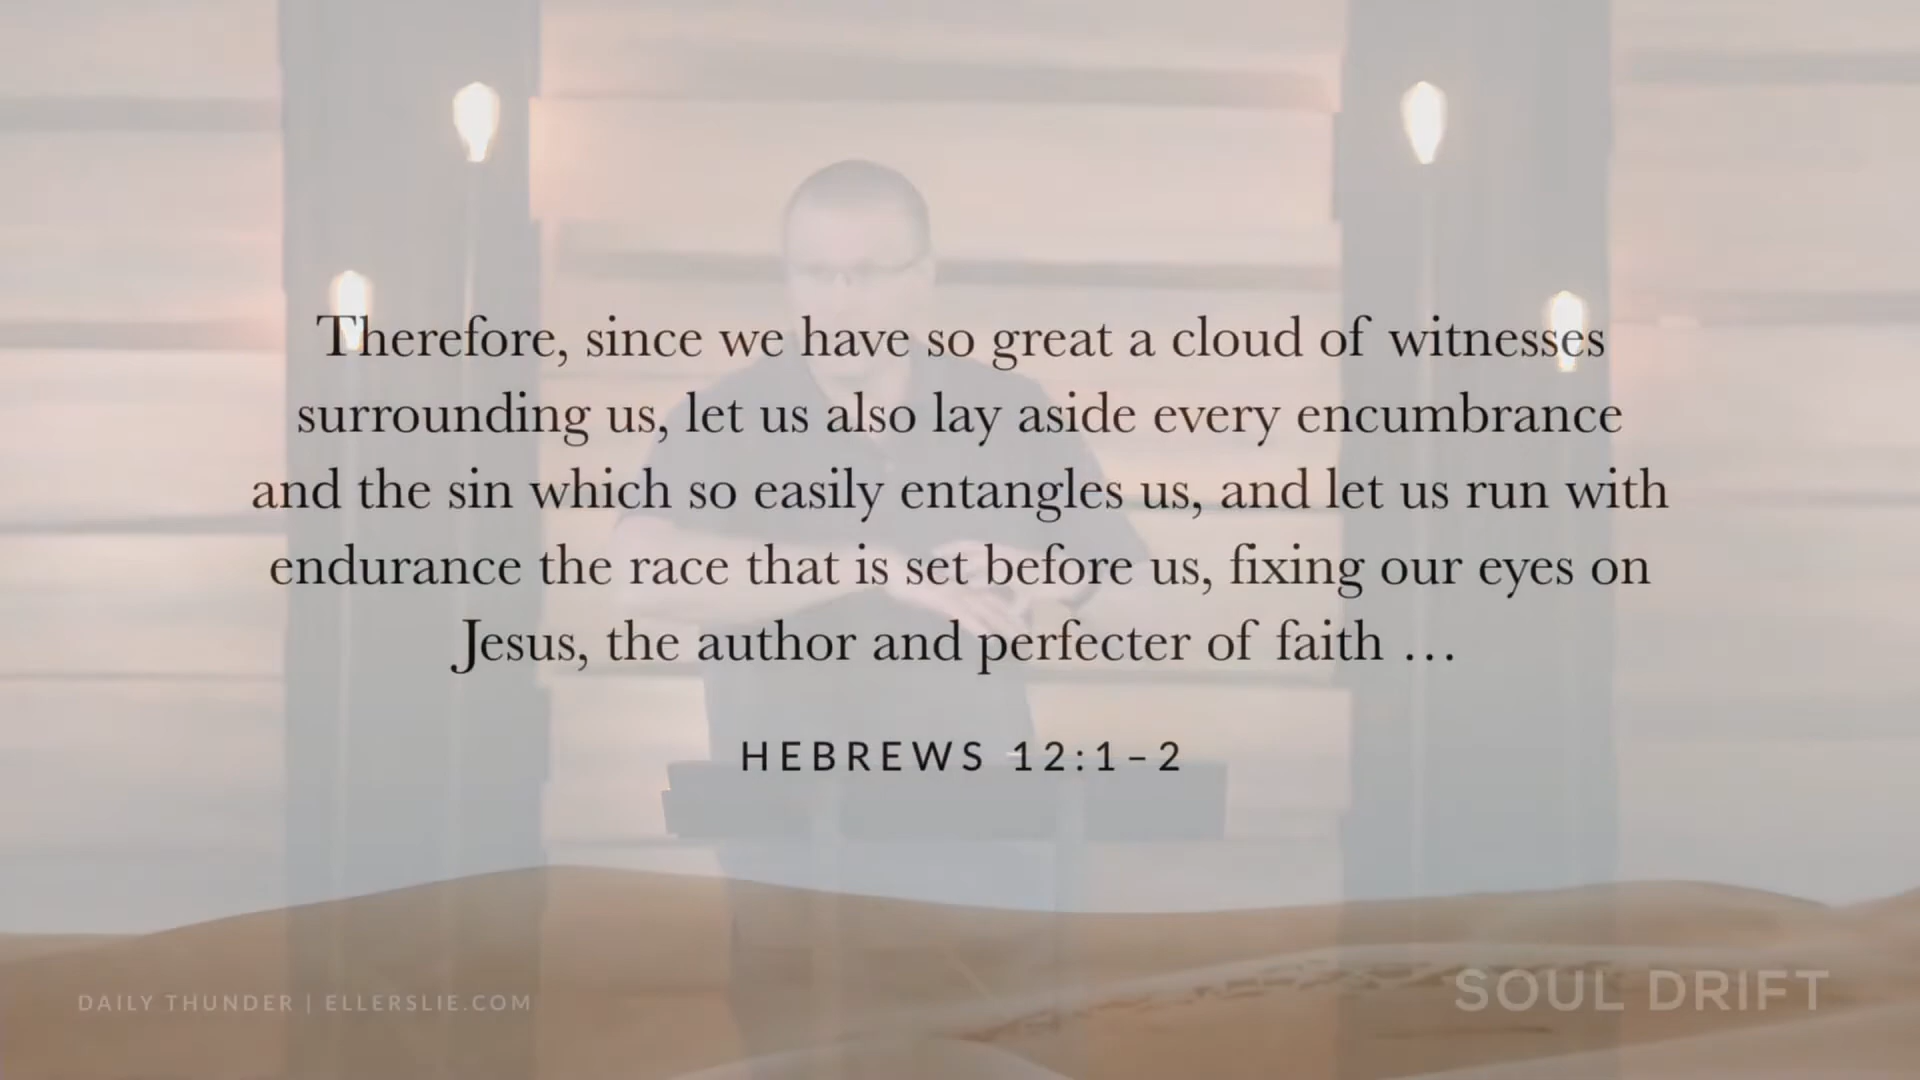 Therefore, since we have so great a cloud of witnesses
surrounding us, let us also lay aside every encumbrance
and the sin which so easily entangles us, and let us run with
endurance the race that is set before us, fixing our eyes on
Jesus, the author and perfecter of faith …
HEBREWS 12:1–2
DAILY THUNDER | ELLERSLIE.COM
SOUL DRIFT